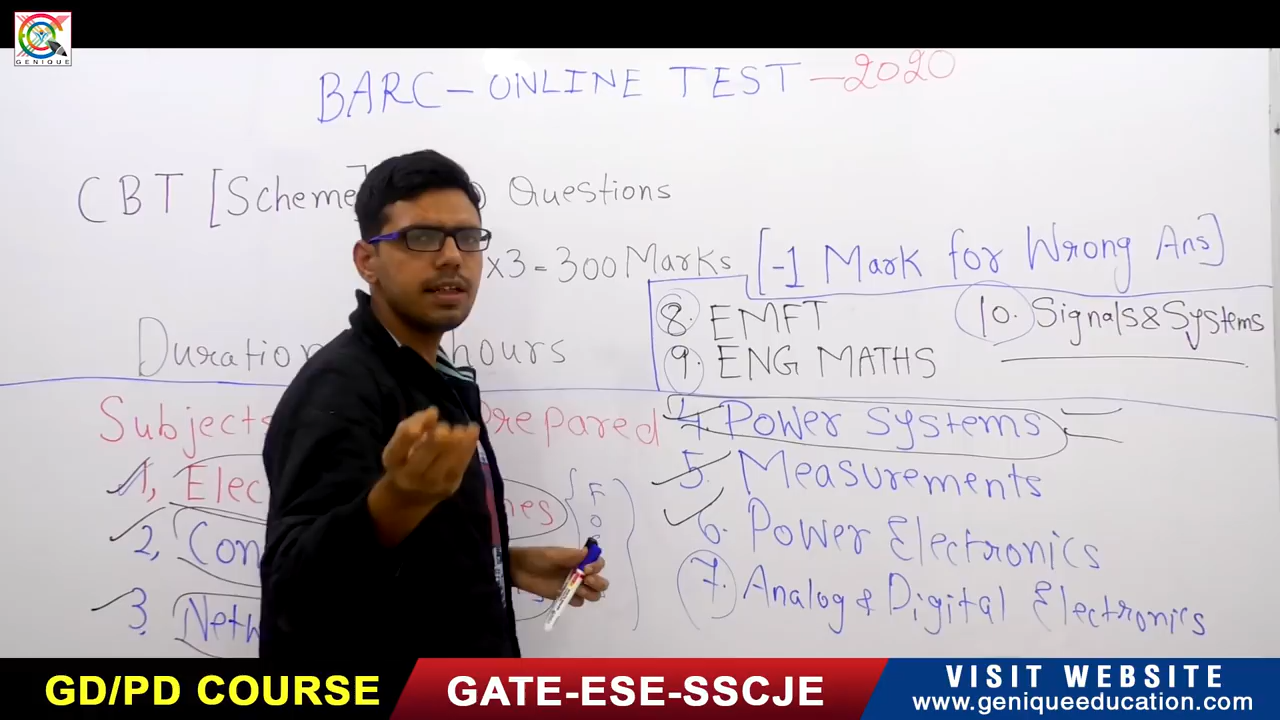 GENIQUE
BARC - ONLINE TEST - 2020
CBT [Scheme] Questions
x3 = 300 Marks [-1 Mark for Wrong Ans]
8. EMFT
10. Signals & Systems
9. ENG MATHS
Duration hours
Subjects Prepared
4. Power Systems
1. Elec
5. Measurements
2. Con
6. Power Electronics
3. Netw
7. Analog & Digital Electronics
GD/PD COURSE
GATE-ESE-SSCJE
VISIT WEBSITE
www.geniqueeducation.com